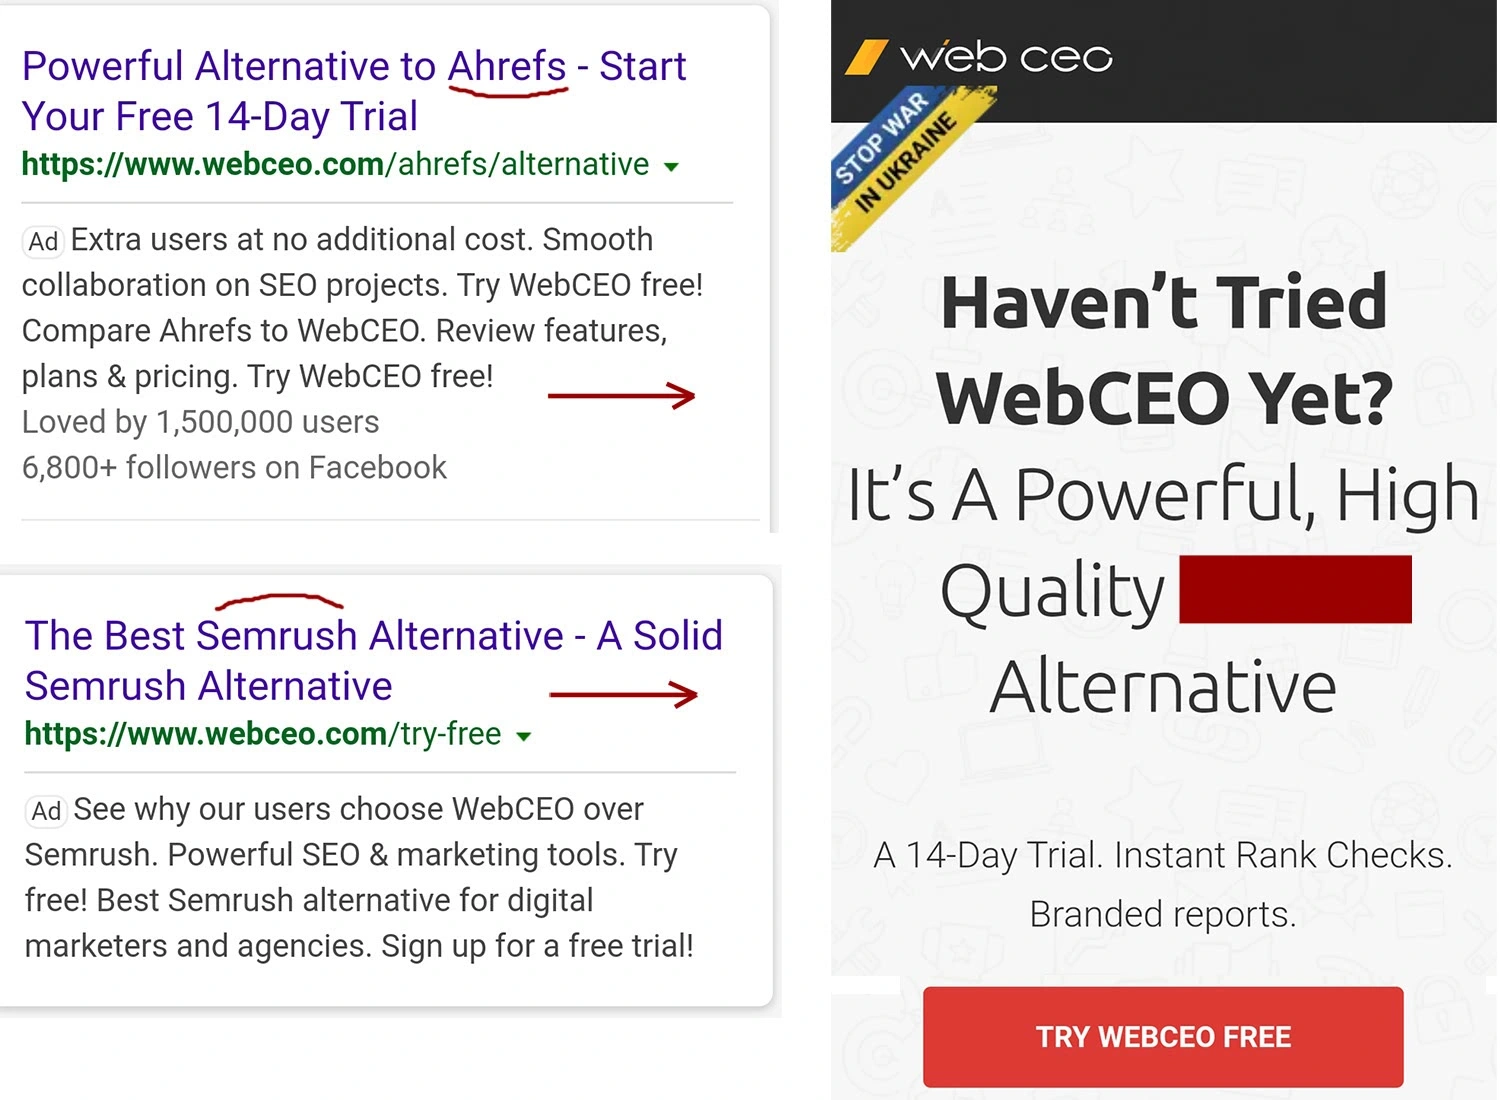 Powerful Alternative to Ahrefs - Start
Your Free 14-Day Trial
https://www.webceo.com/ahrefs/alternative
Ad Extra users at no additional cost. Smooth
collaboration on SEO projects. Try WebCEO free!
Compare Ahrefs to WebCEO. Review features,
plans & pricing. Try WebCEO free!
Loved by 1,500,000 users
6,800+ followers on Facebook
The Best Semrush Alternative - A Solid
Semrush Alternative
https://www.webceo.com/try-free
Ad See why our users choose WebCEO over
Semrush. Powerful SEO & marketing tools. Try
free! Best Semrush alternative for digital
marketers and agencies. Sign up for a free trial!
web ceo
STOP WAR
IN UKRAINE
Haven’t Tried
WebCEO Yet?
It’s A Powerful, High
Quality
Alternative
A 14-Day Trial. Instant Rank Checks.
Branded reports.
TRY WEBCEO FREE